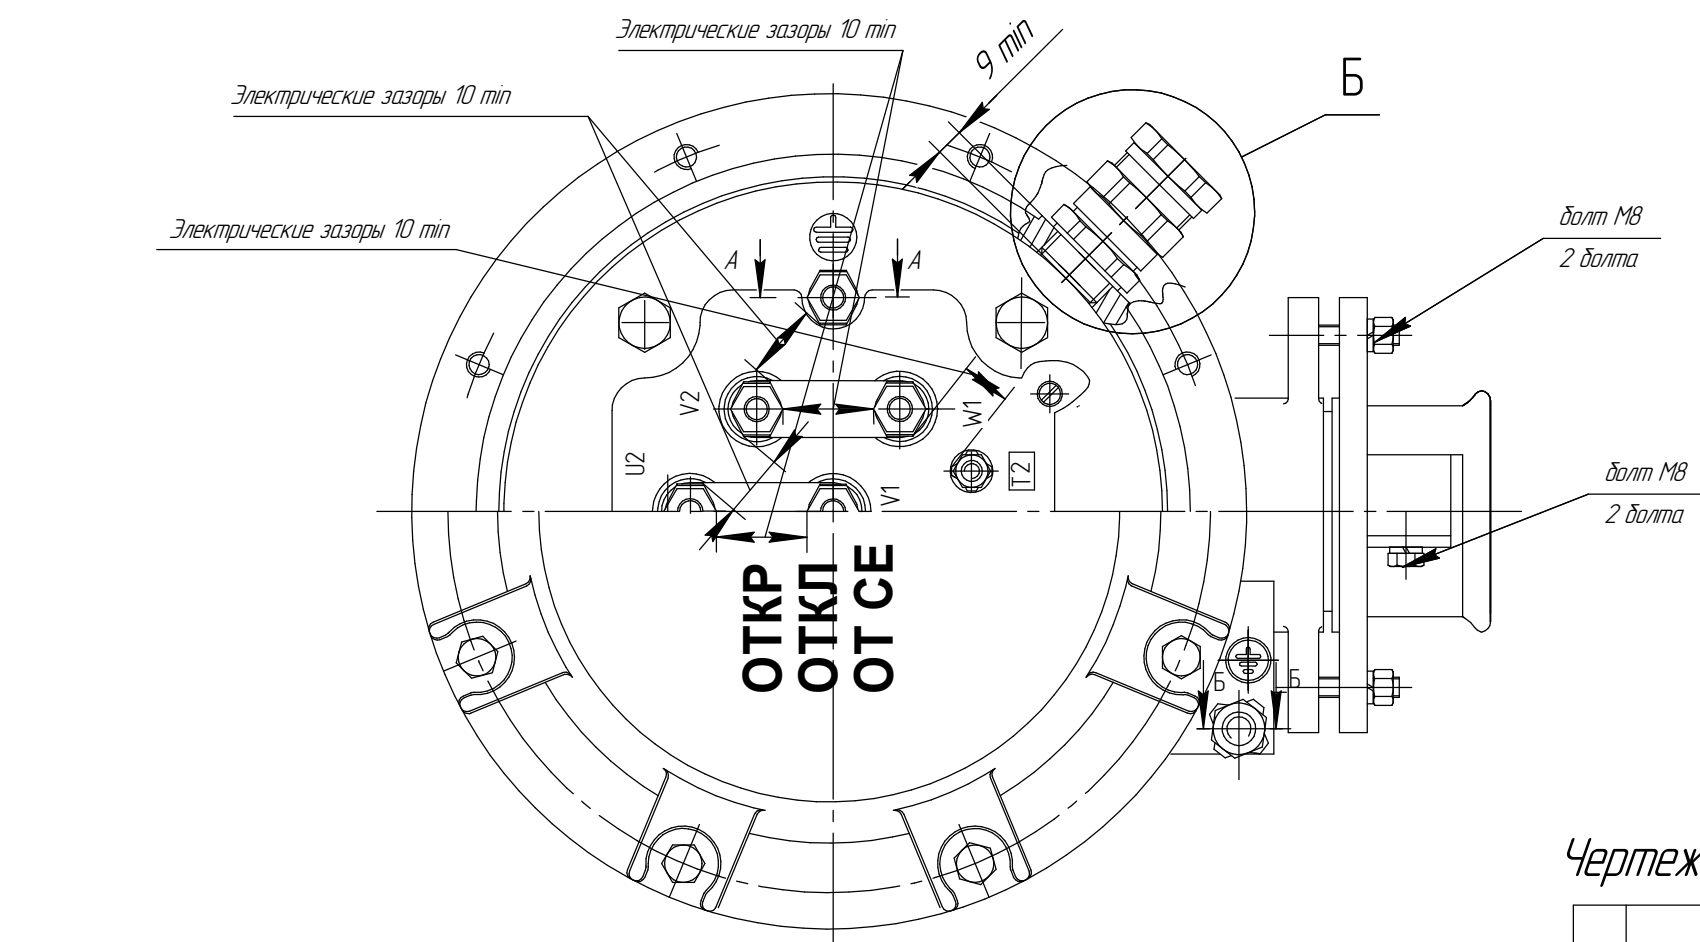 Электрические зазоры 10 min
9 min
Б
Электрические зазоры 10 min
Электрические зазоры 10 min
болт М8
2 болта
А
А
V2
W1
U2
V1
T2
болт М8
2 болта
ОТКР
ОТКЛ
ОТ СЕ
Б
Б
Чертеж